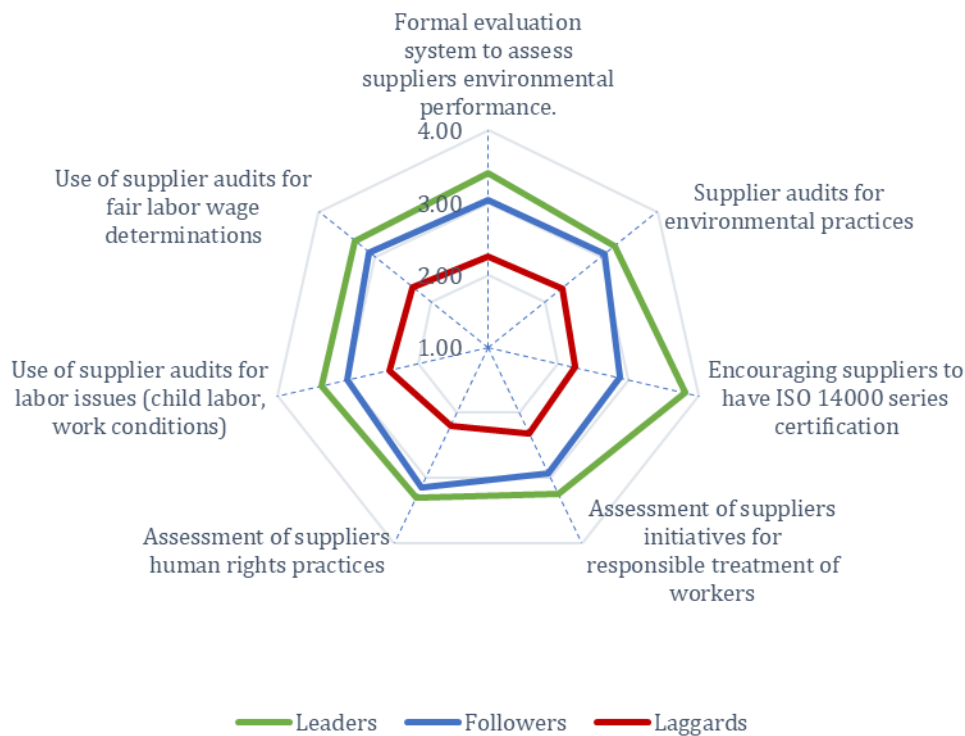 Formal evaluation
system to assess
suppliers environmental
performance.
4.00
Use of supplier audits for
fair labor wage
determinations
3.00
Supplier audits for
environmental practices
2.00
1.00
Use of supplier audits for
labor issues (child labor,
work conditions)
Encouraging suppliers to
have ISO 14000 series
certification
Assessment of suppliers
human rights practices
Assessment of suppliers
initiatives for
responsible treatment of
workers
Leaders
Followers
Laggards